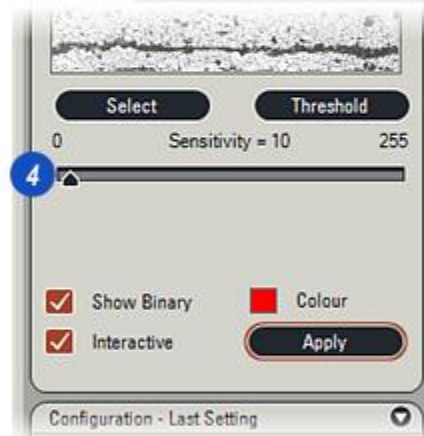 Select Threshold
0 Sensitivity = 10 255
4
Show Binary Colour
Interactive Apply
Configuration - Last Setting